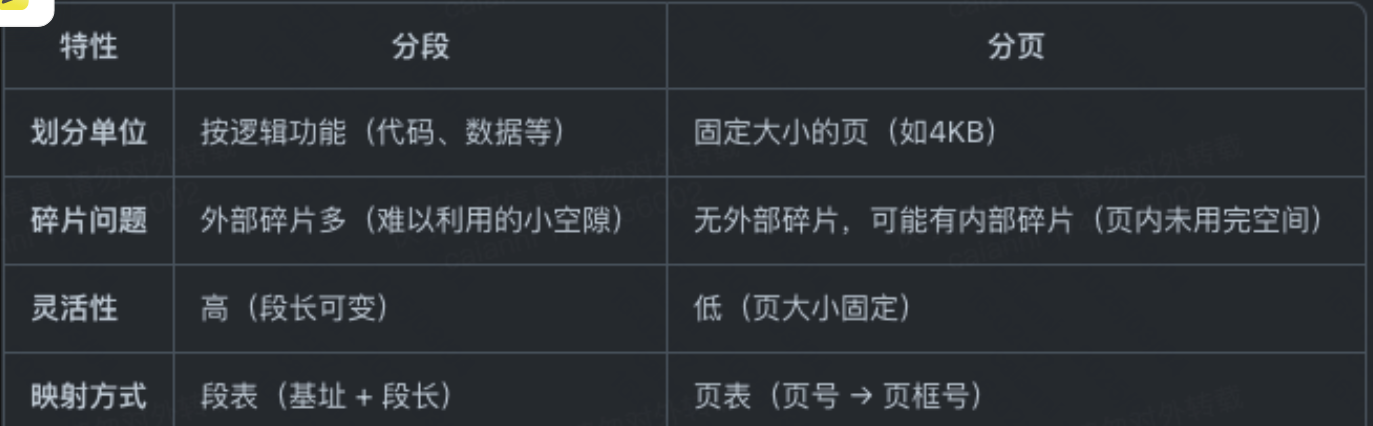 特性 分段 分页
划分单位 按逻辑功能（代码、数据等） 固定大小的页（如4KB）
碎片问题 外部碎片多（难以利用的小空隙） 无外部碎片，可能有内部碎片（页内未用完空间）
灵活性 高（段长可变） 低（页大小固定）
映射方式 段表（基址 + 段长） 页表（页号 → 页框号）